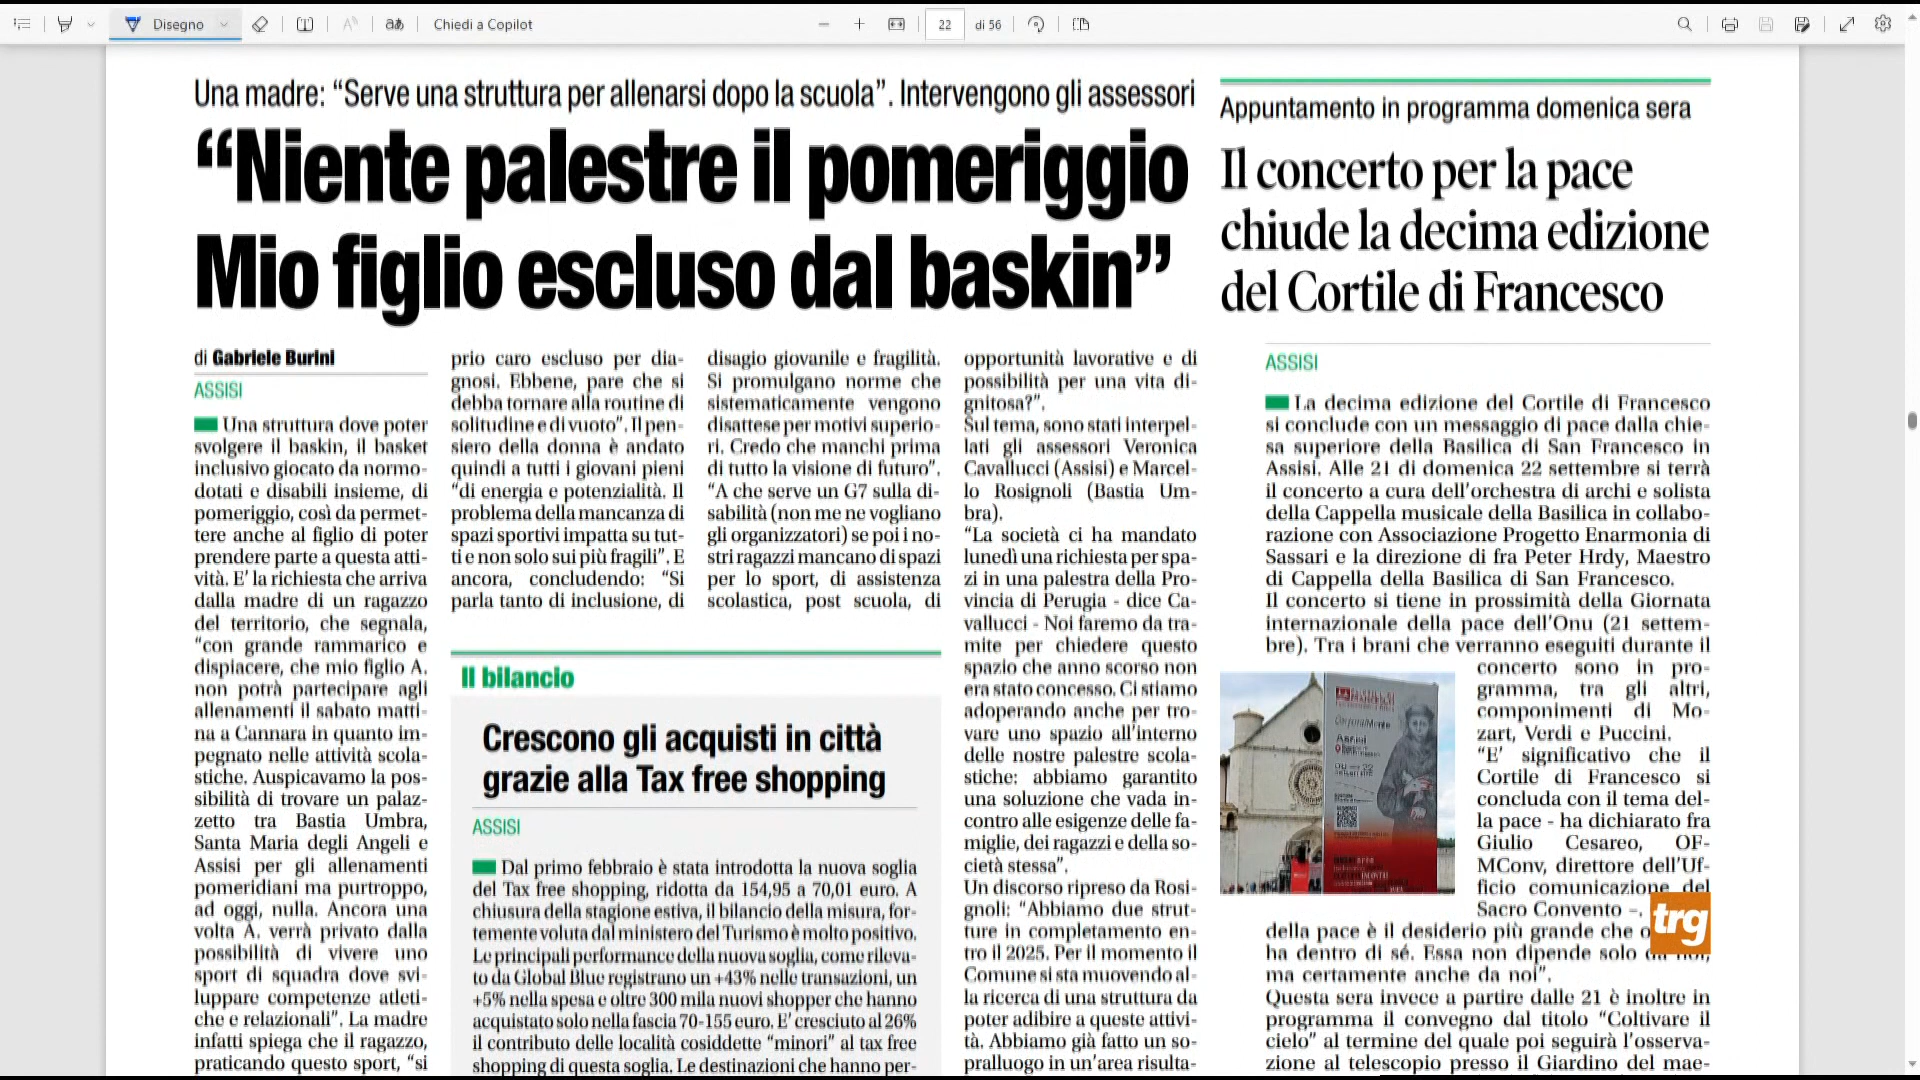 Disegno
Chiedi a Copilot
22
di 56
Una madre: “Serve una struttura per allenarsi dopo la scuola”. Intervengono gli assessori
“Niente palestre il pomeriggio
Mio figlio escluso dal baskin”
di Gabriele Burini
ASSISI
Una struttura dove poter
svolgere il baskin, il basket
inclusivo giocato da normo-
dotati e disabili insieme, di
pomeriggio, così da permet-
tere anche al figlio di poter
prendere parte a questa atti-
vità. E’ la richiesta che arriva
dalla madre di un ragazzo
del territorio, che segnala,
“con grande rammarico e
dispiacere, che mio figlio A.
non potrà partecipare agli
allenamenti il sabato matti-
na a Cannara in quanto im-
pegnato nelle attività scola-
stiche. Auspicavamo la pos-
sibilità di trovare un palaz-
zetto tra Bastia Umbra,
Santa Maria degli Angeli e
Assisi per gli allenamenti
pomeridiani ma purtroppo,
ad oggi, nulla. Ancora una
volta A. verrà privato dalla
possibilità di vivere uno
sport di squadra dove svi-
luppare competenze atleti-
che e relazionali”. La madre
infatti spiega che il ragazzo,
praticando questo sport, “si
prio caro escluso per dia-
gnosi. Ebbene, pare che si
debba tornare alla routine di
solitudine e di vuoto”. Il pen-
siero della donna è andato
quindi a tutti i giovani pieni
“di energia e potenzialità. Il
problema della mancanza di
spazi sportivi impatta su tut-
ti e non solo sui più fragili”. E
ancora, concludendo: “Si
parla tanto di inclusione, di
disagio giovanile e fragilità.
Si promulgano norme che
sistematicamente vengono
disattese per motivi superio-
ri. Credo che manchi prima
di tutto la visione di futuro”.
“A che serve un G7 sulla di-
sabilità (non me ne vogliano
gli organizzatori) se poi i no-
stri ragazzi mancano di spazi
per lo sport, di assistenza
scolastica, post scuola, di
opportunità lavorative e di
possibilità per una vita di-
gnitosa?”.
Sul tema, sono stati interpel-
lati gli assessori Veronica
Cavallucci (Assisi) e Marcel-
lo Rosignoli (Bastia Um-
bra).
“La società ci ha mandato
lunedì una richiesta per spa-
zi in una palestra della Pro-
vincia di Perugia - dice Ca-
vallucci - Noi faremo da tra-
mite per chiedere questo
spazio che anno scorso non
era stato concesso. Ci stiamo
adoperando anche per tro-
vare uno spazio all’interno
delle nostre palestre scola-
stiche: abbiamo garantito
una soluzione che vada in-
contro alle esigenze delle fa-
miglie, dei ragazzi e della so-
cietà stessa”.
Un discorso ripreso da Rosi-
gnoli: “Abbiamo due strut-
ture in completamento en-
tro il 2025. Per il momento il
Comune si sta muovendo al-
la ricerca di una struttura da
poter adibire a queste attivi-
tà. Abbiamo già fatto un so-
pralluogo in un’area risulta-
Il bilancio
Crescono gli acquisti in città
grazie alla Tax free shopping
ASSISI
Dal primo febbraio è stata introdotta la nuova soglia
del Tax free shopping, ridotta da 154,95 a 70,01 euro. A
chiusura della stagione estiva, il bilancio della misura, for-
temente voluta dal ministero del Turismo è molto positivo.
Le principali performance della nuova soglia, come rileva-
to da Global Blue registrano un +43% nelle transazioni, un
+5% nella spesa e oltre 300 mila nuovi shopper che hanno
acquistato solo nella fascia 70-155 euro. E’ cresciuto al 26%
il contributo delle località cosiddette “minori” al tax free
shopping di questa soglia. Le destinazioni che hanno per-
Appuntamento in programma domenica sera
Il concerto per la pace
chiude la decima edizione
del Cortile di Francesco
ASSISI
La decima edizione del Cortile di Francesco
si conclude con un messaggio di pace dalla chie-
sa superiore della Basilica di San Francesco in
Assisi. Alle 21 di domenica 22 settembre si terrà
il concerto a cura dell’orchestra di archi e solista
della Cappella musicale della Basilica in collabo-
razione con Associazione Progetto Enarmonia di
Sassari e la direzione di fra Peter Hrdy, Maestro
di Cappella della Basilica di San Francesco.
Il concerto si tiene in prossimità della Giornata
internazionale della pace dell’Onu (21 settem-
bre). Tra i brani che verranno eseguiti durante il
concerto sono in pro-
gramma, tra gli altri,
componimenti di Mo-
zart, Verdi e Puccini.
“E’ significativo che il
Cortile di Francesco si
concluda con il tema del-
la pace - ha dichiarato fra
Giulio Cesareo, OF-
MConv, direttore dell’Uf-
ficio comunicazione del
Sacro Convento –.
della pace è il desiderio più grande che
ha dentro di sé. Essa non dipende solo da noi,
ma certamente anche da noi”.
Questa sera invece a partire dalle 21 è inoltre in
programma il convegno dal titolo “Coltivare il
cielo” al termine del quale poi seguirà l’osserva-
zione al telescopio presso il Giardino del mae-
Assisi
trg